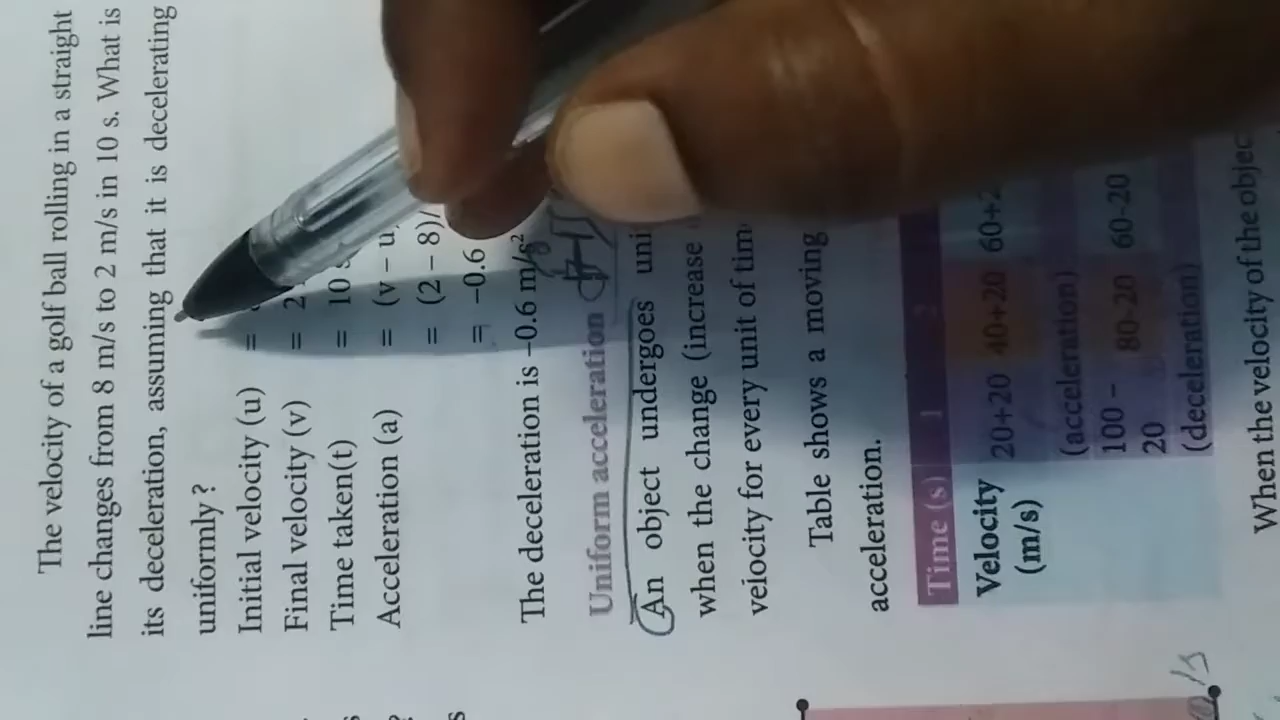 The velocity of a golf ball rolling in a straight
line changes from 8 m/s to 2 m/s in 10 s. What is
its deceleration, assuming that it is decelerating
uniformly ?
Initial velocity (u) =
Final velocity (v) = 2
Time taken(t) = 10
Acceleration (a) = (v – u
= (2 – 8)/
= –0.6
The deceleration is –0.6 m/s2
Uniform acceleration
An object undergoes uni
when the change (increase
velocity for every unit of tim
Table shows a moving
acceleration.
Time (s) 1 2
Velocity 20+20 40+20 60+2
(m/s)
(acceleration)
100 – 80-20 60-20
20
(deceleration)
When the velocity of the objec